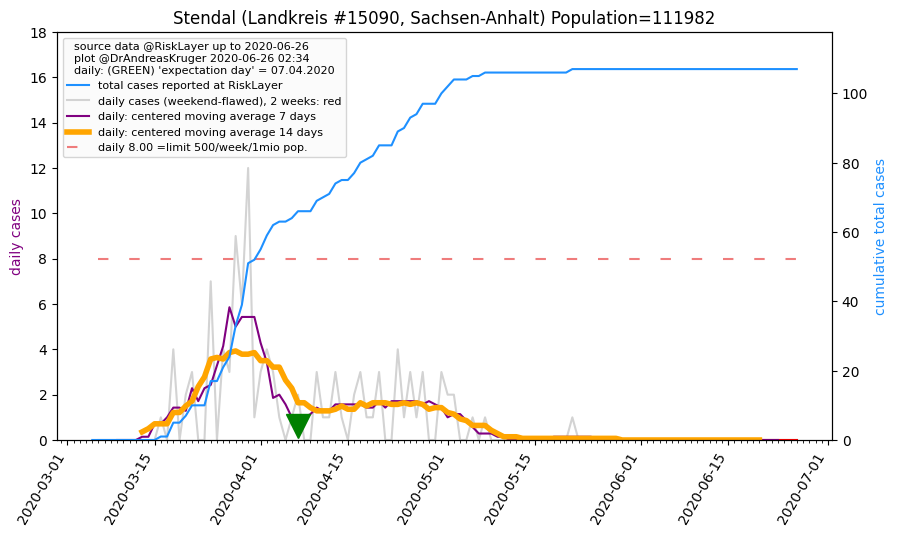 Stendal (Landkreis #15090, Sachsen-Anhalt) Population=111982
source data @RiskLayer up to 2020-06-26
plot @DrAndreasKruger 2020-06-26 02:34
daily: (GREEN) 'expectation day' = 07.04.2020
total cases reported at RiskLayer
daily cases (weekend-flawed), 2 weeks: red
daily: centered moving average 7 days
daily: centered moving average 14 days
daily 8.00 =limit 500/week/1mio pop.
daily cases
18
16
14
12
10
8
6
4
2
0
100
80
60
40
20
0
cumulative total cases
2020-03-01
2020-03-15
2020-04-01
2020-04-15
2020-05-01
2020-05-15
2020-06-01
2020-06-15
2020-07-01